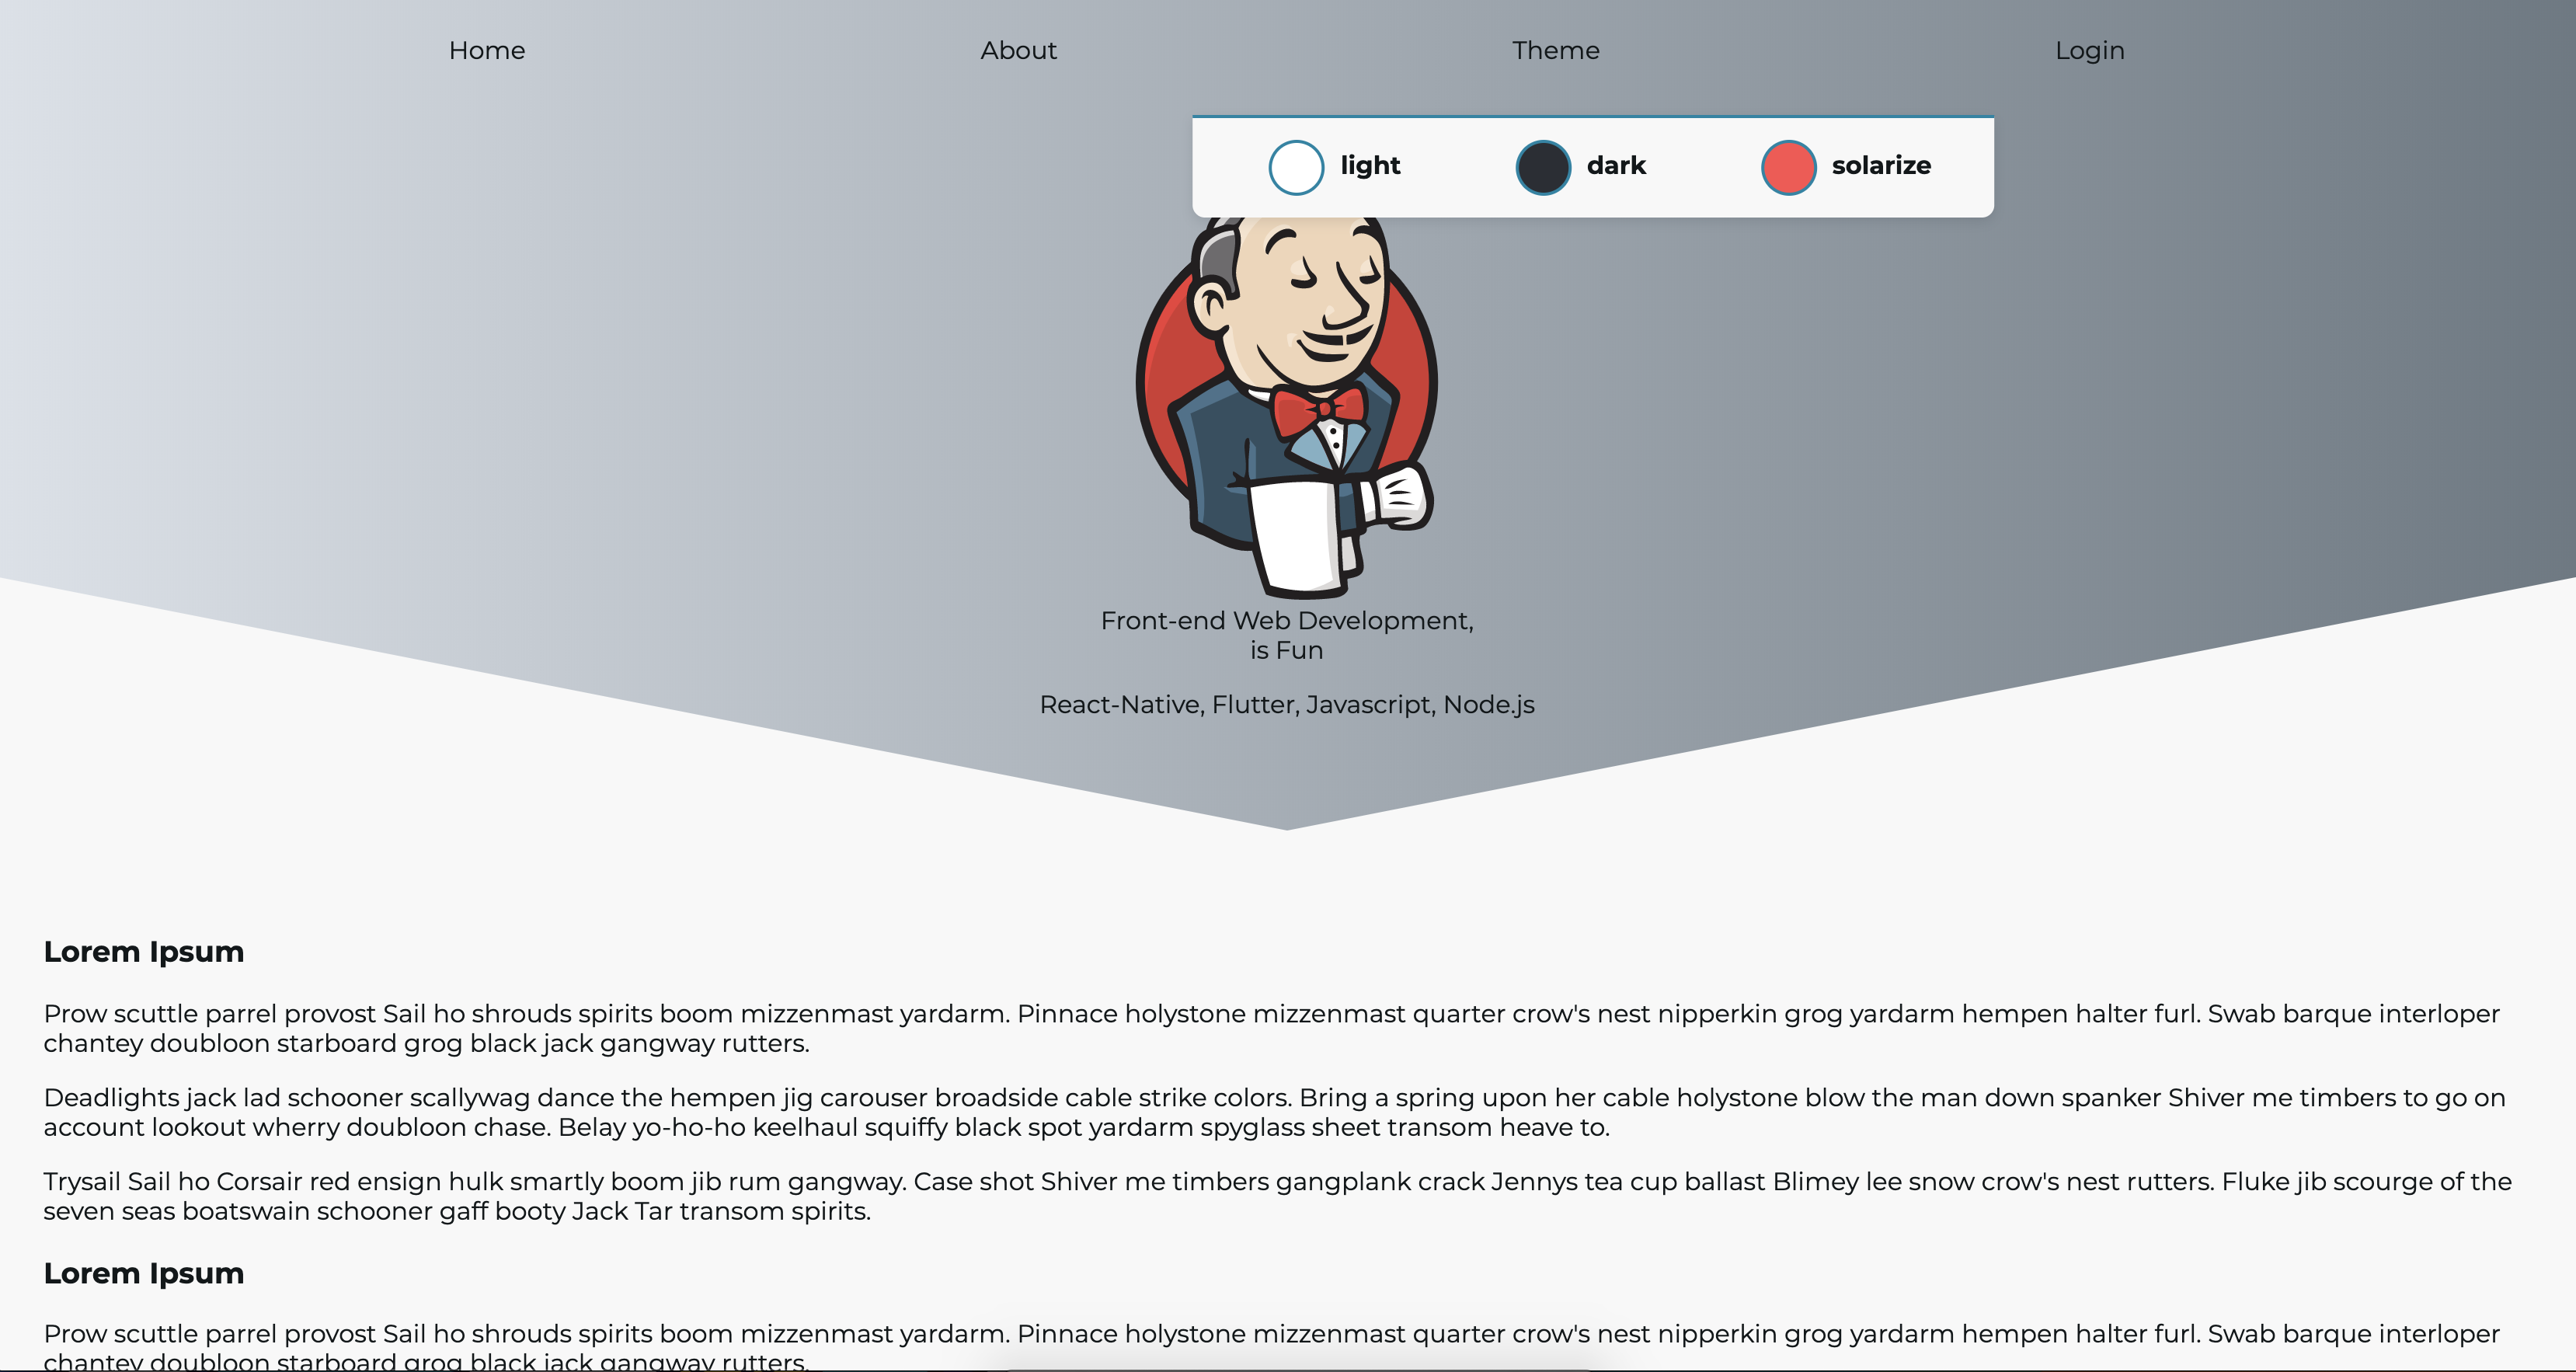 Home About Theme Login
light dark solarize
Front-end Web Development,
is Fun
React-Native, Flutter, Javascript, Node.js
Lorem Ipsum
Prow scuttle parrel provost Sail ho shrouds spirits boom mizzenmast yardarm. Pinnace holystone mizzenmast quarter crow's nest nipperkin grog yardarm hempen halter furl. Swab barque interloper
chantey doubloon starboard grog black jack gangway rutters.
Deadlights jack lad schooner scallywag dance the hempen jig carouser broadside cable strike colors. Bring a spring upon her cable holystone blow the man down spanker Shiver me timbers to go on
account lookout wherry doubloon chase. Belay yo-ho-ho keelhaul squiffy black spot yardarm spyglass sheet transom heave to.
Trysail Sail ho Corsair red ensign hulk smartly boom jib rum gangway. Case shot Shiver me timbers gangplank crack Jennys tea cup ballast Blimey lee snow crow's nest rutters. Fluke jib scourge of the
seven seas boatswain schooner gaff booty Jack Tar transom spirits.
Lorem Ipsum
Prow scuttle parrel provost Sail ho shrouds spirits boom mizzenmast yardarm. Pinnace holystone mizzenmast quarter crow's nest nipperkin grog yardarm hempen halter furl. Swab barque interloper
chantey doubloon starboard grog black jack gangway rutters.